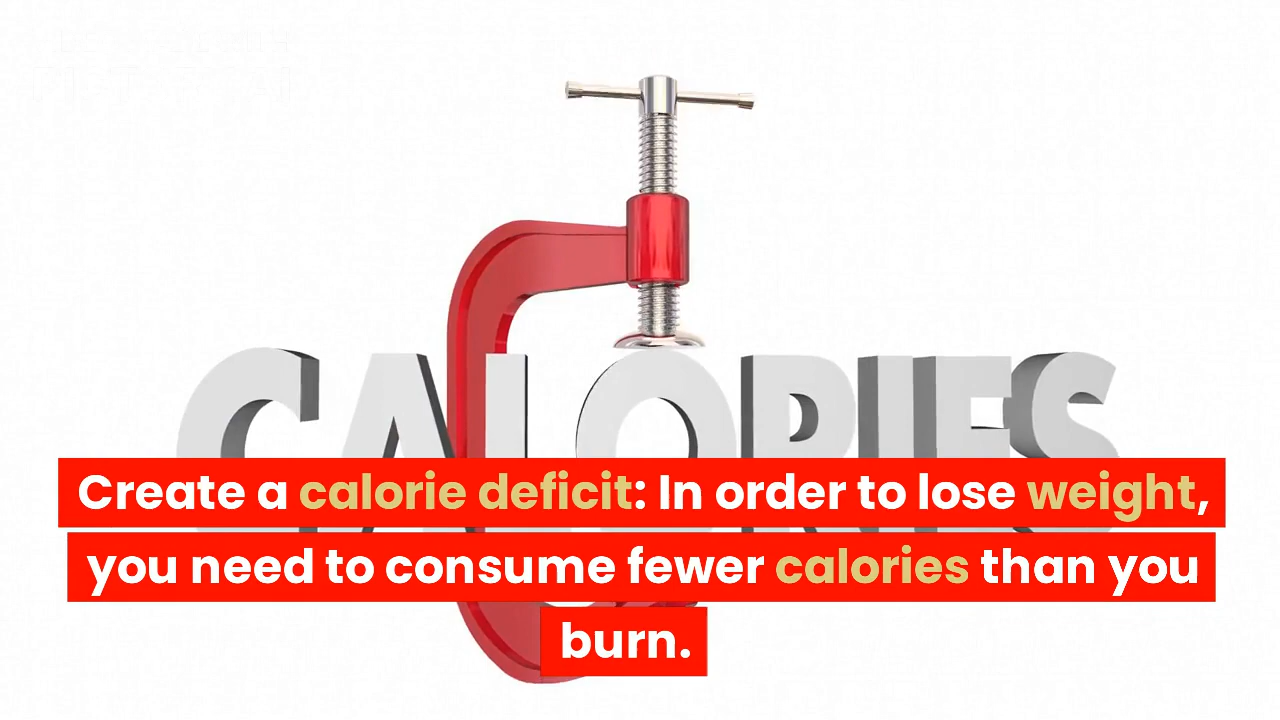 CALORIES
Create a calorie deficit: In order to lose weight,
you need to consume fewer calories than you
burn.